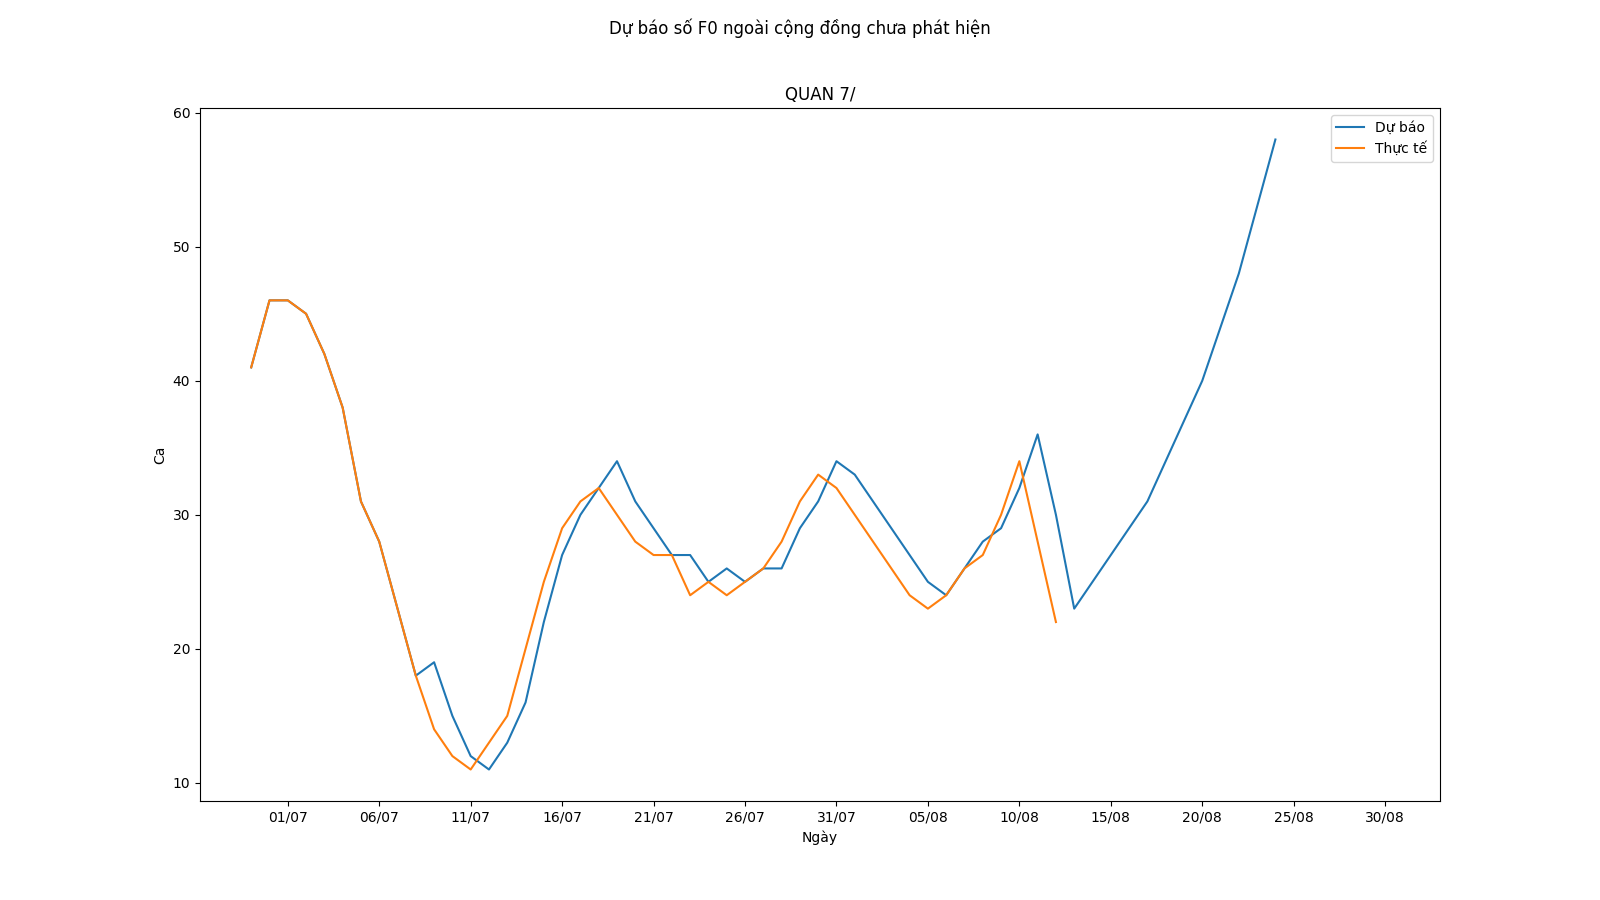 Dự báo số F0 ngoài cộng đồng chưa phát hiện
QUAN 7/
Dự báo
Thực tế
60
50
40
30
20
10
Ca
01/07 06/07 11/07 16/07 21/07 26/07 31/07 05/08 10/08 15/08 20/08 25/08 30/08
Ngày